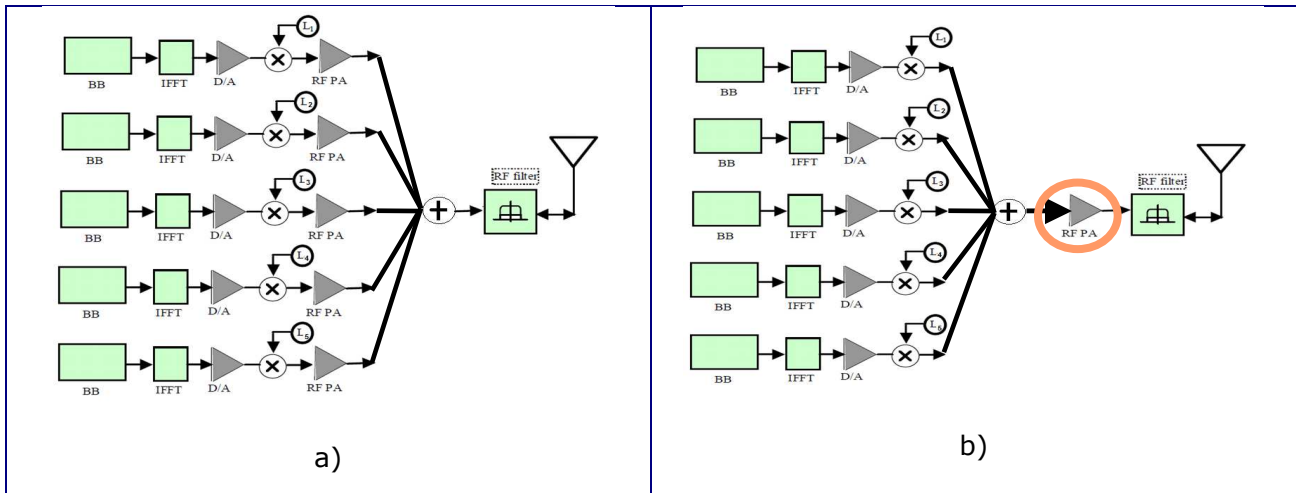 L1
BB IFFT D/A RF PA
L2
BB IFFT D/A RF PA
L3
BB IFFT D/A RF PA
L4
BB IFFT D/A RF PA
L5
BB IFFT D/A RF PA
RF filter
a)
L1
BB IFFT D/A
L2
BB IFFT D/A
L3
BB IFFT D/A
L4
BB IFFT D/A
L5
BB IFFT D/A
RF PA
RF filter
b)